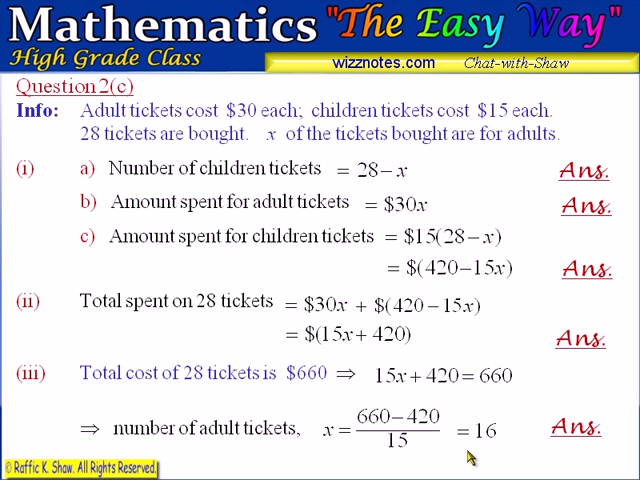 Mathematics "The Easy Way"
High Grade Class
wizznotes.com Chat-with-Shaw
Question 2(c)
Info: Adult tickets cost $30 each; children tickets cost $15 each.
28 tickets are bought. x of the tickets bought are for adults.
(i) a) Number of children tickets = 28 − x Ans.
b) Amount spent for adult tickets = $30x Ans.
c) Amount spent for children tickets = $15(28 − x)
= $(420 − 15x) Ans.
(ii) Total spent on 28 tickets = $30x + $(420 − 15x)
= $(15x + 420) Ans.
(iii) Total cost of 28 tickets is $660 ⇒ 15x + 420 = 660
⇒ number of adult tickets, x = (660 − 420)/15 = 16 Ans.
© Raffic K. Shaw. All Rights Reserved.